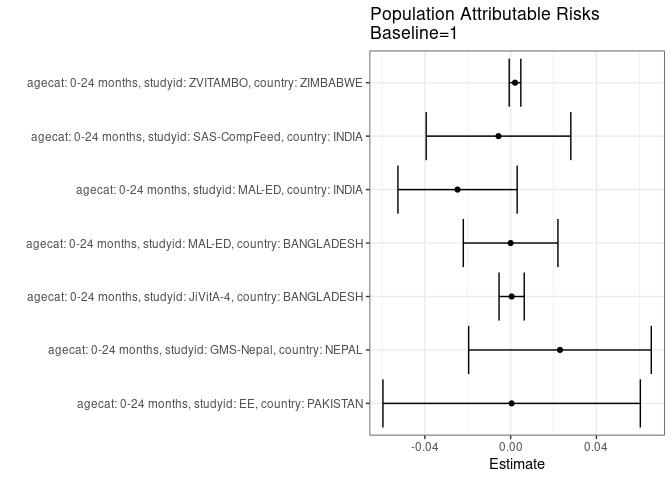 Population Attributable Risks
Baseline=1
agecat: 0-24 months, studyid: ZVITAMBO, country: ZIMBABWE
agecat: 0-24 months, studyid: SAS-CompFeed, country: INDIA
agecat: 0-24 months, studyid: MAL-ED, country: INDIA
agecat: 0-24 months, studyid: MAL-ED, country: BANGLADESH
agecat: 0-24 months, studyid: JiVitA-4, country: BANGLADESH
agecat: 0-24 months, studyid: GMS-Nepal, country: NEPAL
agecat: 0-24 months, studyid: EE, country: PAKISTAN
-0.04 0.00 0.04
Estimate